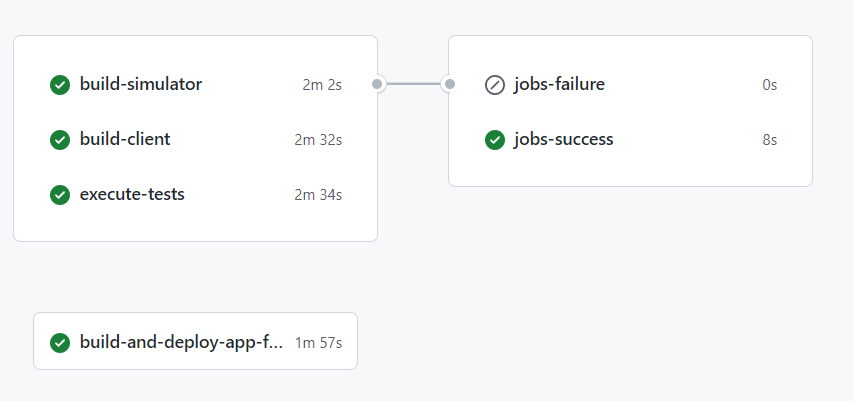 build-simulator 2m 2s
build-client 2m 32s
execute-tests 2m 34s
jobs-failure 0s
jobs-success 8s
build-and-deploy-app-f... 1m 57s